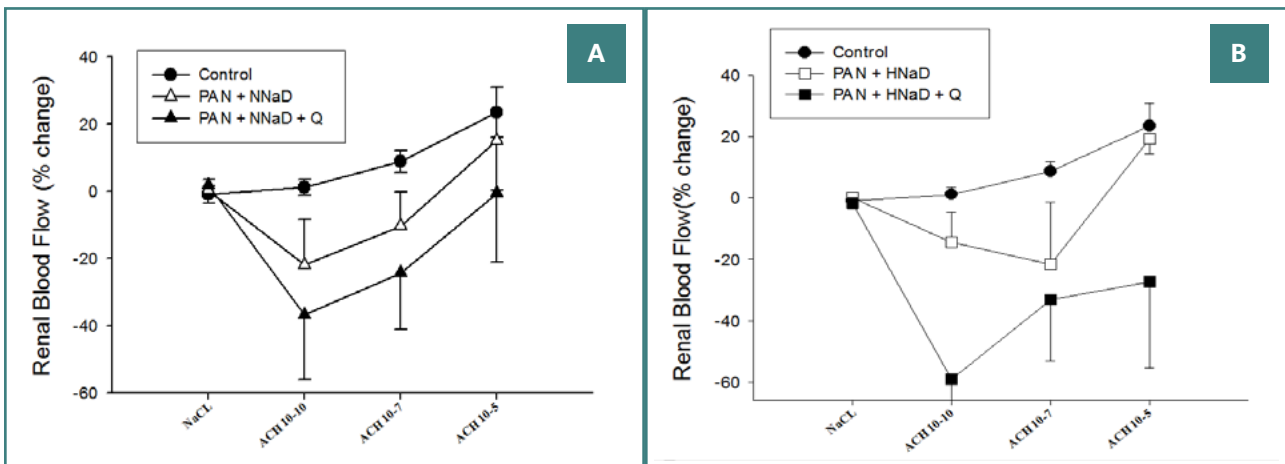 A
Control
PAN + NNaD
PAN + NNaD + Q
Renal Blood Flow (% change)
40
20
0
-20
-40
-60
NaCL
ACH 10-10
ACH 10-7
ACH 10-5
B
Control
PAN + HNaD
PAN + HNaD + Q
Renal Blood Flow(% change)
40
20
0
-20
-40
-60
NaCL
ACH 10-10
ACH 10-7
ACH 10-5